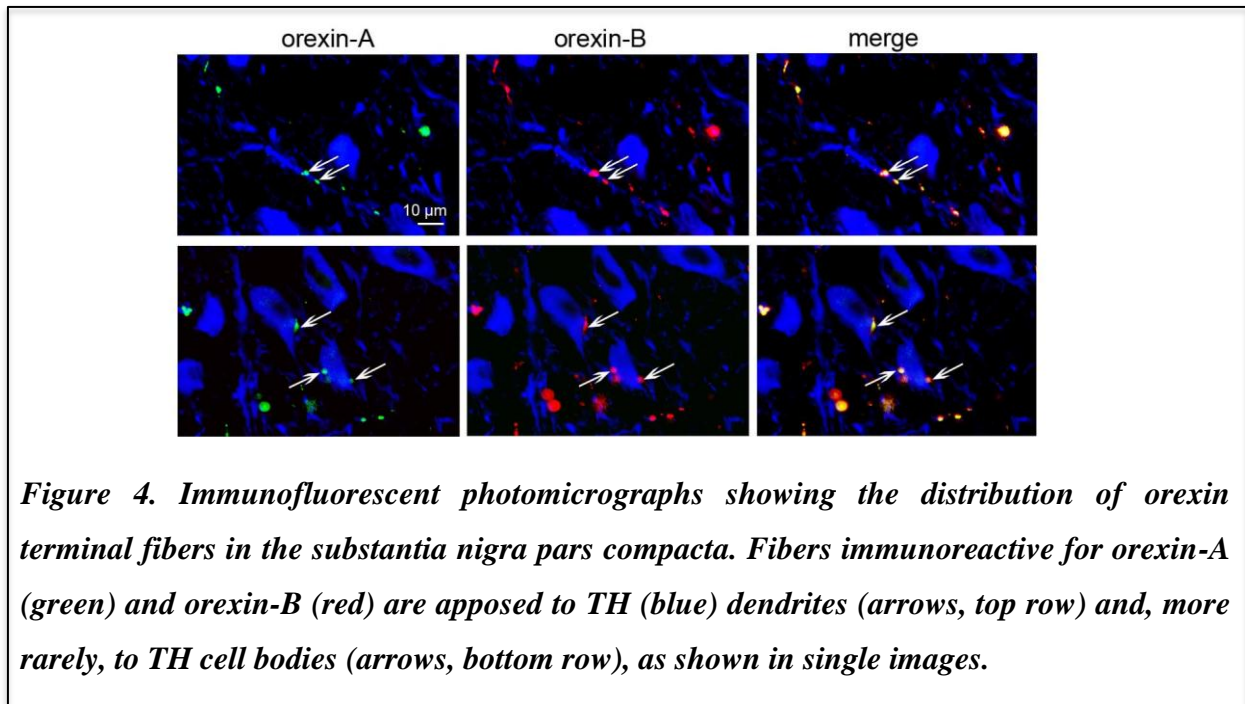 orexin-A orexin-B merge
10 µm
Figure 4. Immunofluorescent photomicrographs showing the distribution of orexin
terminal fibers in the substantia nigra pars compacta. Fibers immunoreactive for orexin-A
(green) and orexin-B (red) are apposed to TH (blue) dendrites (arrows, top row) and, more
rarely, to TH cell bodies (arrows, bottom row), as shown in single images.